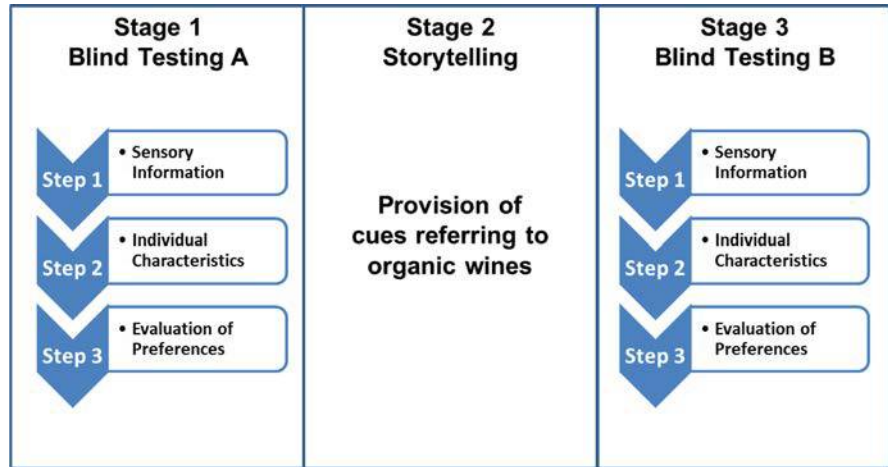 Stage 1
Blind Testing A
Step 1
• Sensory
Information
Step 2
• Individual
Characteristics
Step 3
• Evaluation of
Preferences
Stage 2
Storytelling
Provision of
cues referring to
organic wines
Stage 3
Blind Testing B
Step 1
• Sensory
Information
Step 2
• Individual
Characteristics
Step 3
• Evaluation of
Preferences